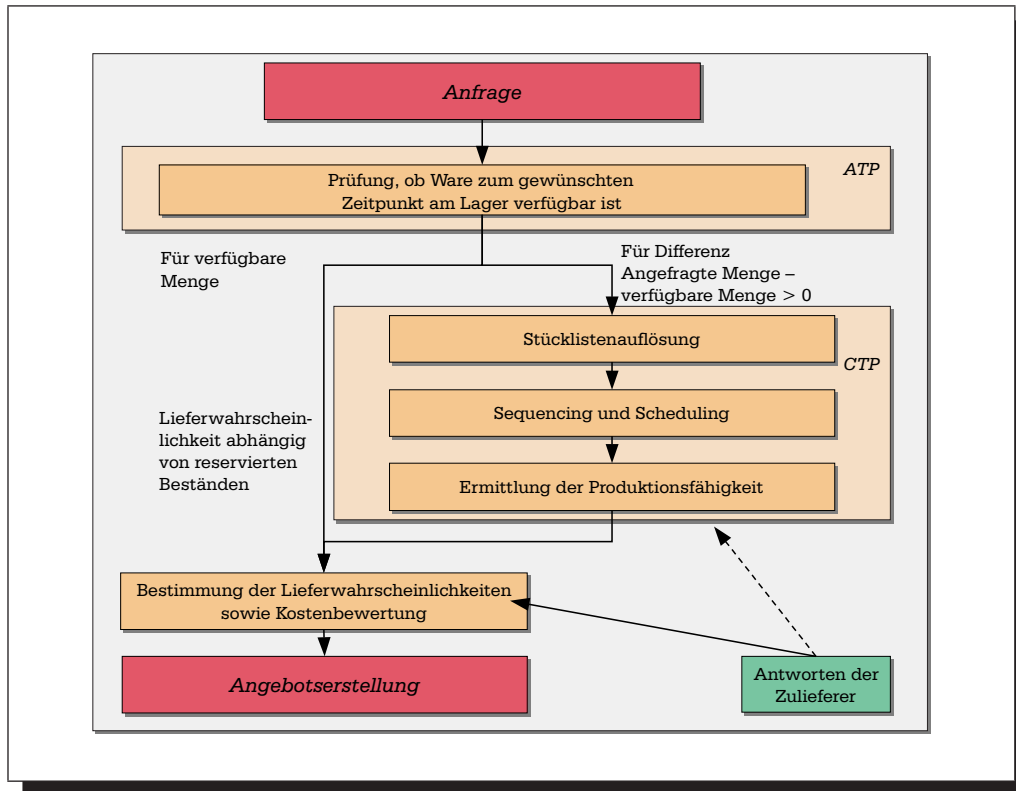 Anfrage
ATP
Prüfung, ob Ware zum gewünschten
Zeitpunkt am Lager verfügbar ist
Für verfügbare
Menge
Für Differenz
Angefragte Menge –
verfügbare Menge > 0
Stücklistenauflösung
CTP
Sequencing und Scheduling
Lieferwahrschein-
lichkeit abhängig
von reservierten
Beständen
Ermittlung der Produktionsfähigkeit
Bestimmung der Lieferwahrscheinlichkeiten
sowie Kostenbewertung
Angebotserstellung
Antworten der
Zulieferer